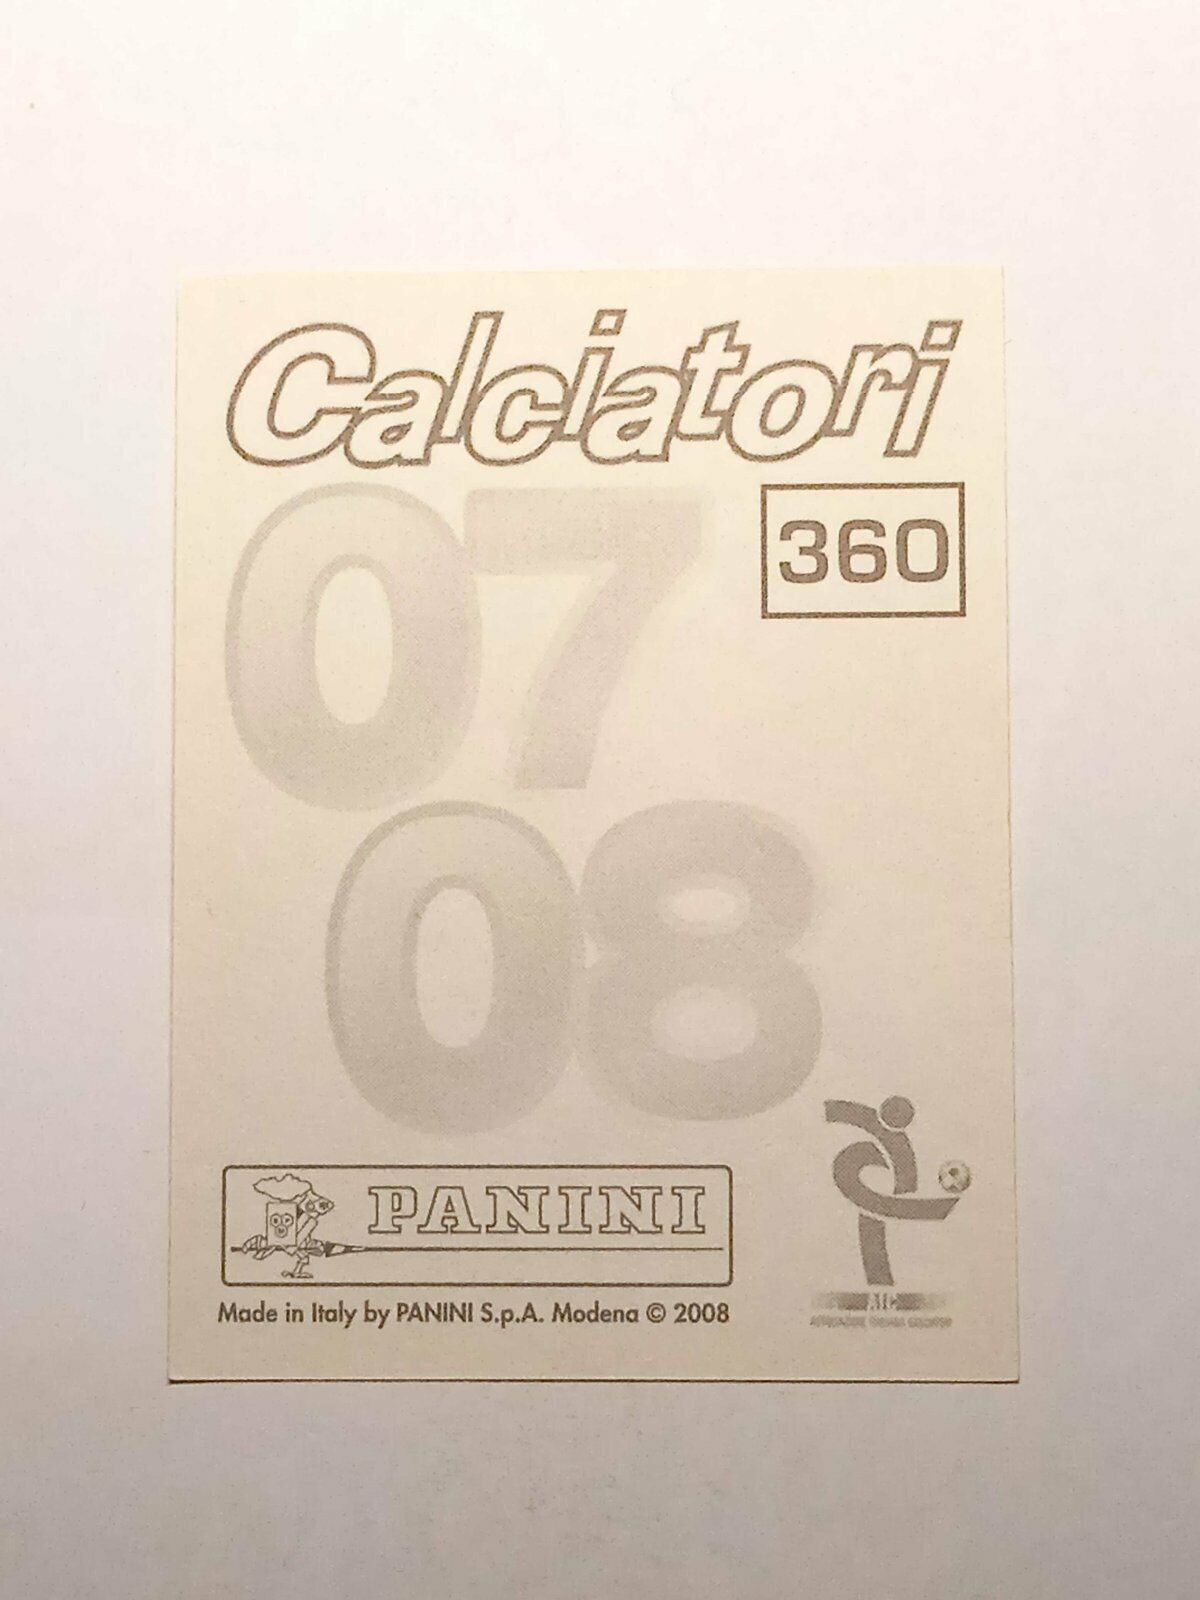 Calciatori
07
360
08
PANINI
Made in Italy by PANINI S.p.A. Modena © 2008